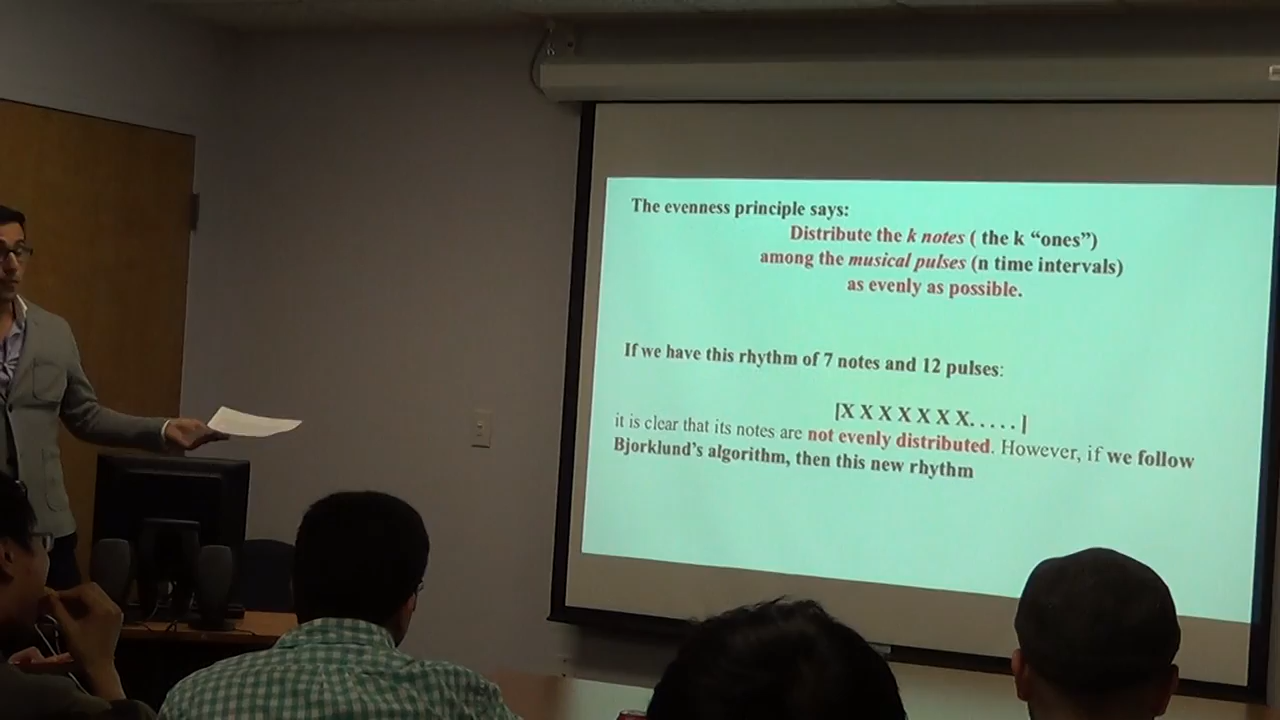 The evenness principle says:
Distribute the k notes ( the k “ones”)
among the musical pulses (n time intervals)
as evenly as possible.
If we have this rhythm of 7 notes and 12 pulses:
[X X X X X X X. . . . . ]
it is clear that its notes are not evenly distributed. However, if we follow
Bjorklund’s algorithm, then this new rhythm